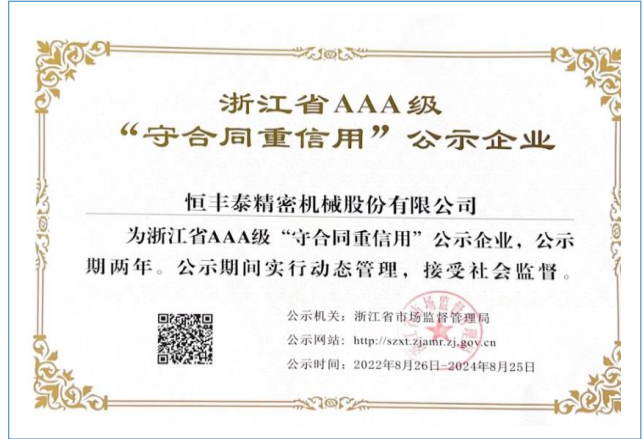 浙江省AAA级
“守合同重信用”公示企业
恒丰泰精密机械股份有限公司
为浙江省AAA级“守合同重信用”公示企业，公示
期两年。公示期间实行动态管理，接受社会监督。
公示机关：浙江省市场监督管理局
公示网站：http://szxt.zjamr.zj.gov.cn
公示时间：2022年8月26日-2024年8月25日